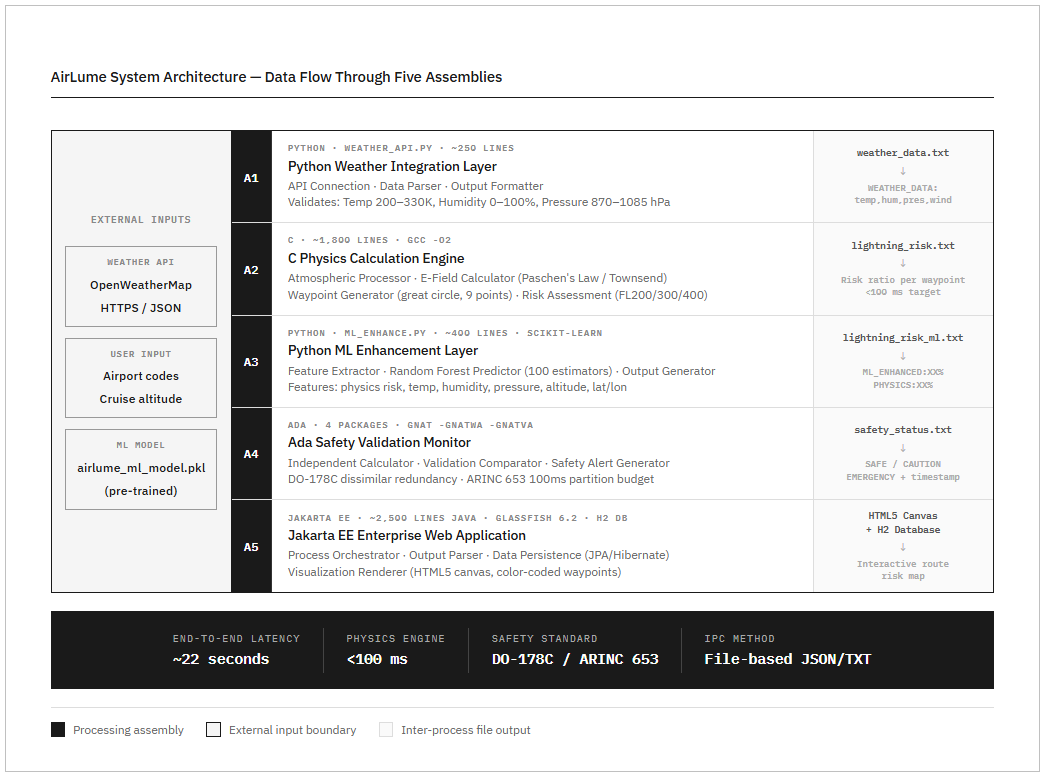 AirLume System Architecture — Data Flow Through Five Assemblies
EXTERNAL INPUTS
WEATHER API
OpenWeatherMap
HTTPS / JSON
USER INPUT
Airport codes
Cruise altitude
ML MODEL
airlume_ml_model.pkl
(pre-trained)
A1
PYTHON · WEATHER_API.PY · ~250 LINES
Python Weather Integration Layer
API Connection · Data Parser · Output Formatter
Validates: Temp 200–330K, Humidity 0–100%, Pressure 870–1085 hPa
weather_data.txt
↓
WEATHER_DATA:
temp,hum,pres,wind
A2
C · ~1,800 LINES · GCC -O2
C Physics Calculation Engine
Atmospheric Processor · E-Field Calculator (Paschen's Law / Townsend)
Waypoint Generator (great circle, 9 points) · Risk Assessment (FL200/300/400)
lightning_risk.txt
↓
Risk ratio per waypoint
<100 ms target
A3
PYTHON · ML_ENHANCE.PY · ~400 LINES · SCIKIT-LEARN
Python ML Enhancement Layer
Feature Extractor · Random Forest Predictor (100 estimators) · Output Generator
Features: physics risk, temp, humidity, pressure, altitude, lat/lon
lightning_risk_ml.txt
↓
ML_ENHANCED:XX%
PHYSICS:XX%
A4
ADA · 4 PACKAGES · GNAT -GNATWA -GNATVA
Ada Safety Validation Monitor
Independent Calculator · Validation Comparator · Safety Alert Generator
DO-178C dissimilar redundancy · ARINC 653 100ms partition budget
safety_status.txt
↓
SAFE / CAUTION
EMERGENCY + timestamp
A5
JAKARTA EE · ~2,500 LINES JAVA · GLASSFISH 6.2 · H2 DB
Jakarta EE Enterprise Web Application
Process Orchestrator · Output Parser · Data Persistence (JPA/Hibernate)
Visualization Renderer (HTML5 canvas, color-coded waypoints)
HTML5 Canvas
+ H2 Database
↓
Interactive route
risk map
END-TO-END LATENCY
~22 seconds
PHYSICS ENGINE
<100 ms
SAFETY STANDARD
DO-178C / ARINC 653
IPC METHOD
File-based JSON/TXT
Processing assembly
External input boundary
Inter-process file output